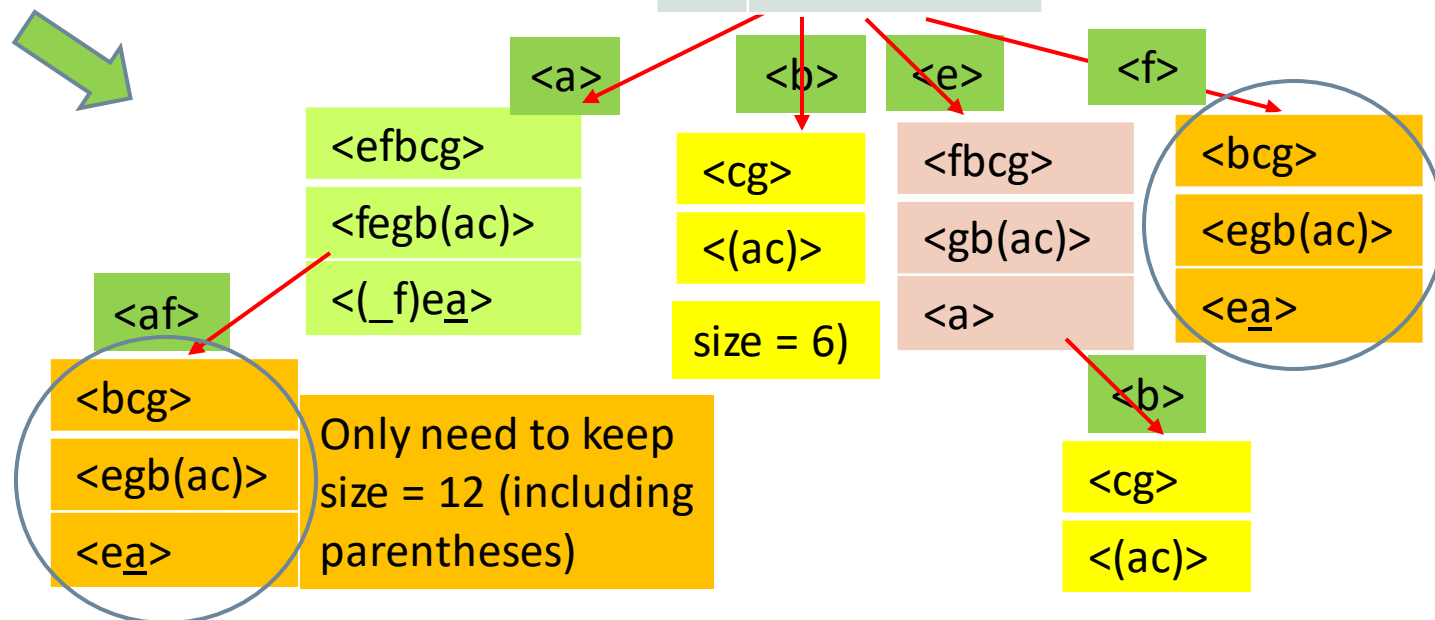 <a>
<b>
<e>
<f>
<efbcg>
<fegb(ac)>
<(_f)ea>
<cg>
<(ac)>
size = 6)
<fbcg>
<gb(ac)>
<a>
<bcg>
<egb(ac)>
<ea>
<af>
<bcg>
<egb(ac)>
<ea>
Only need to keep
size = 12 (including
parentheses)
<b>
<cg>
<(ac)>